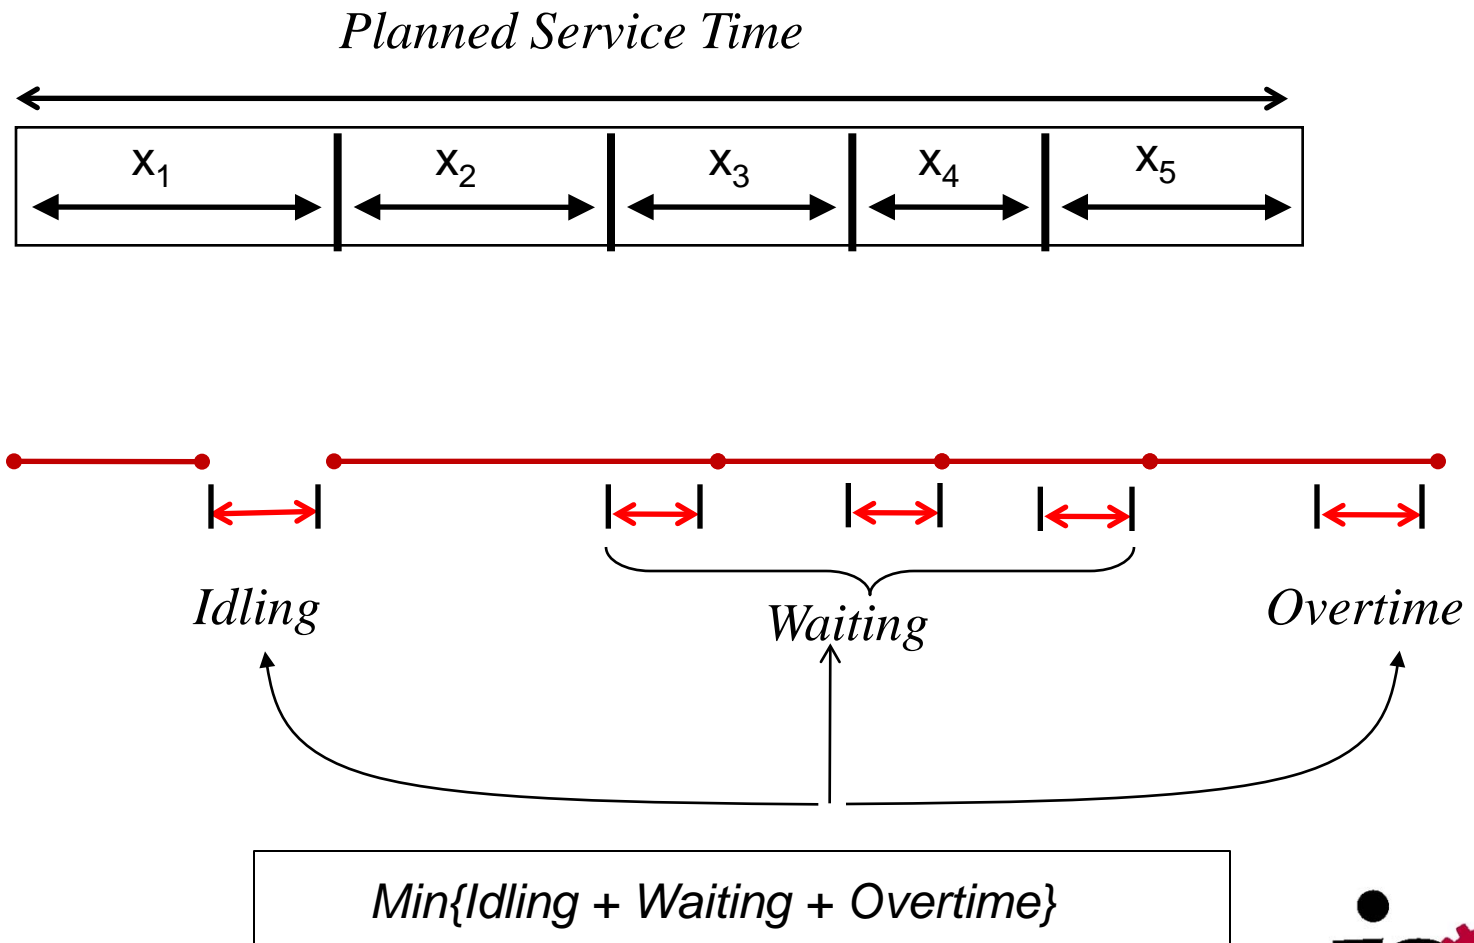 Planned Service Time
x₁ x₂ x₃ x₄ x₅
Idling Waiting Overtime
Min{Idling + Waiting + Overtime}